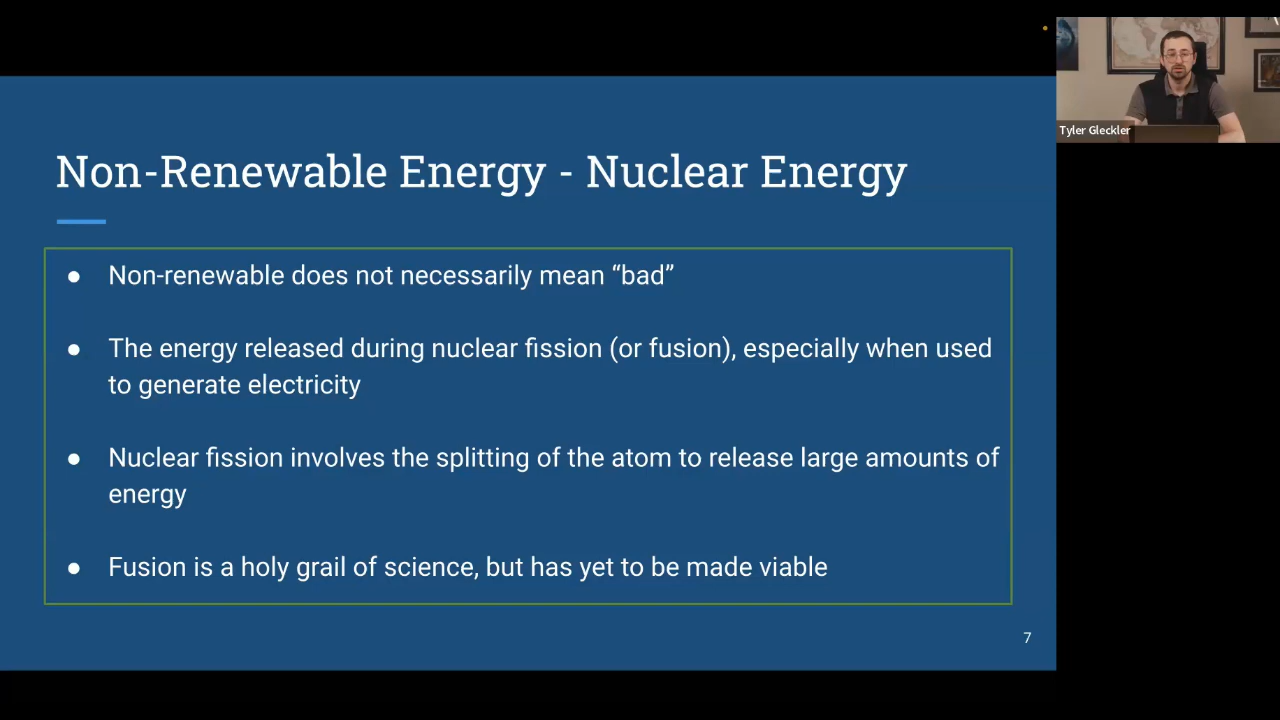 Tyler Gleckler
Non-Renewable Energy - Nuclear Energy
● Non-renewable does not necessarily mean “bad”
● The energy released during nuclear fission (or fusion), especially when used
to generate electricity
● Nuclear fission involves the splitting of the atom to release large amounts of
energy
● Fusion is a holy grail of science, but has yet to be made viable
7